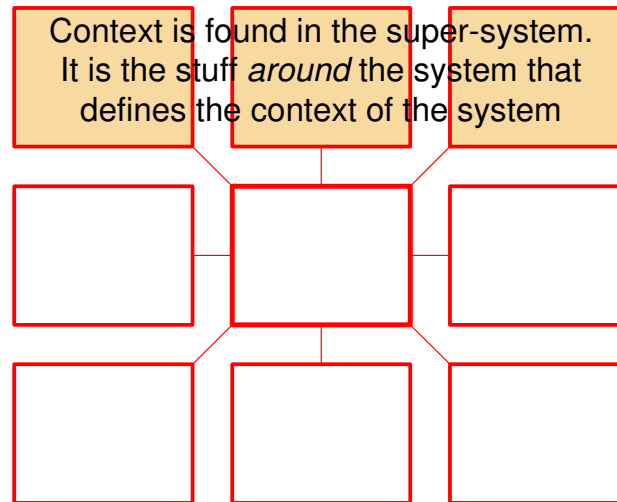 Context is found in the super-system.
It is the stuff around the system that
defines the context of the system